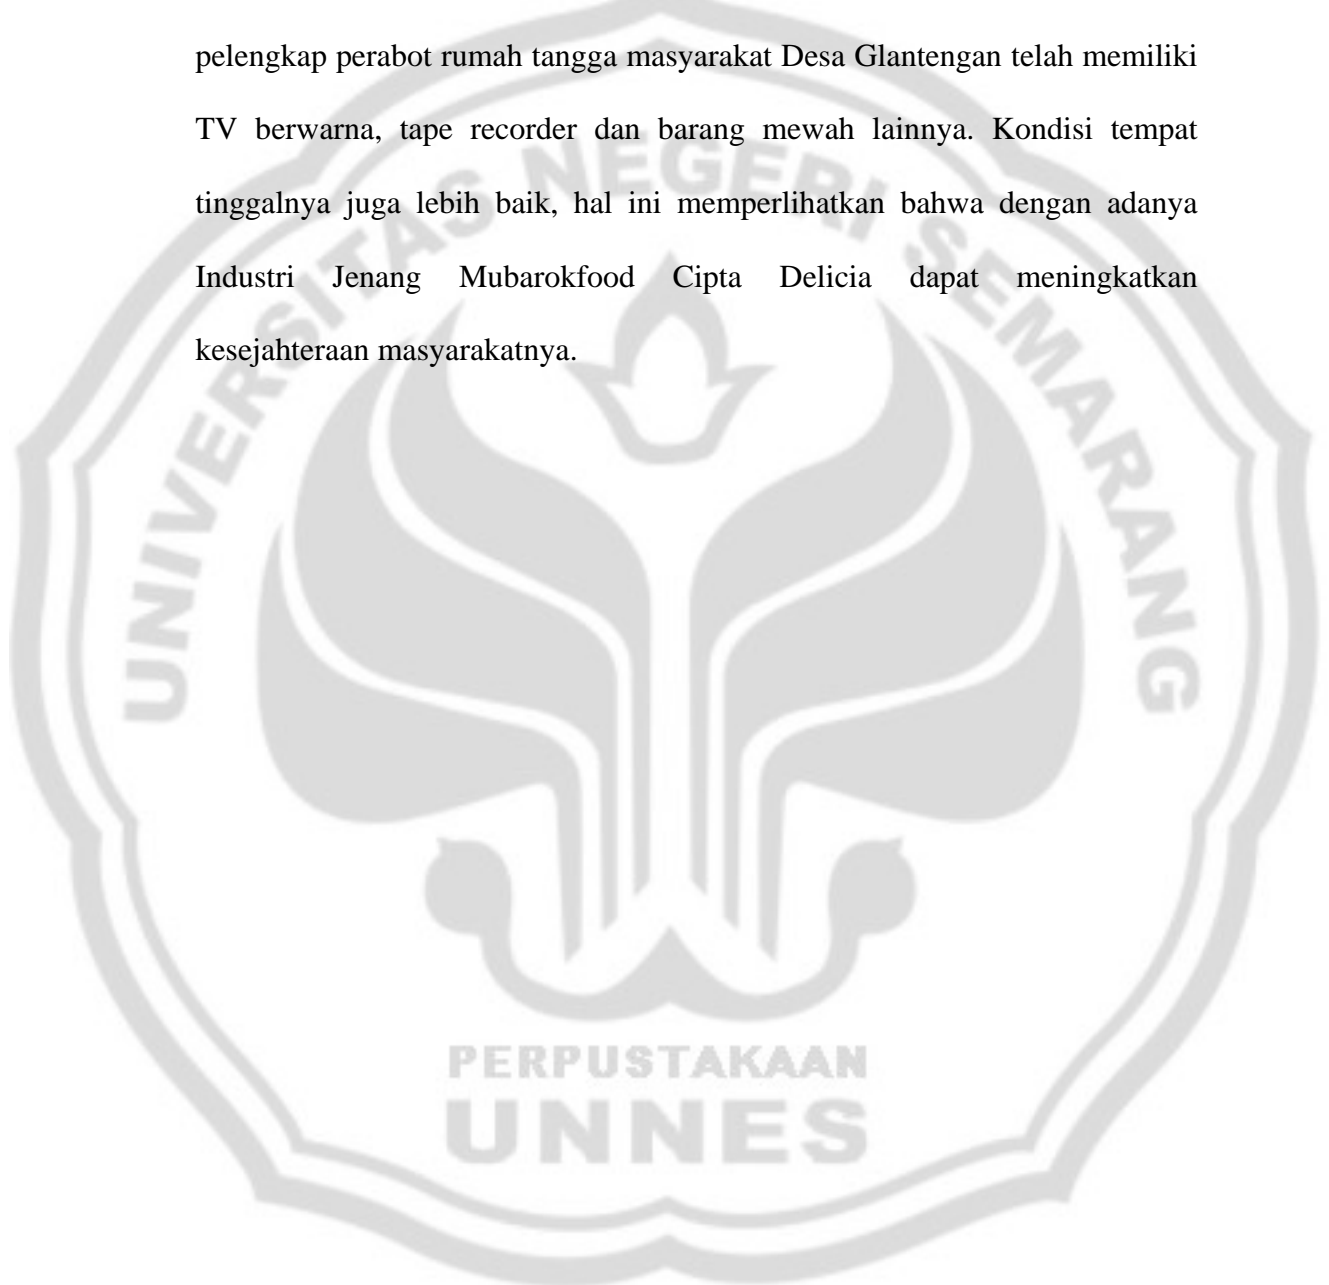 pelengkap perabot rumah tangga masyarakat Desa Glantengan telah memiliki
TV berwarna, tape recorder dan barang mewah lainnya. Kondisi tempat
tinggalnya juga lebih baik, hal ini memperlihatkan bahwa dengan adanya
Industri Jenang Mubarokfood Cipta Delicia dapat meningkatkan
kesejahteraan masyarakatnya.
UNIVERSITAS NEGERI SEMARANG
PERPUSTAKAAN
UNNES